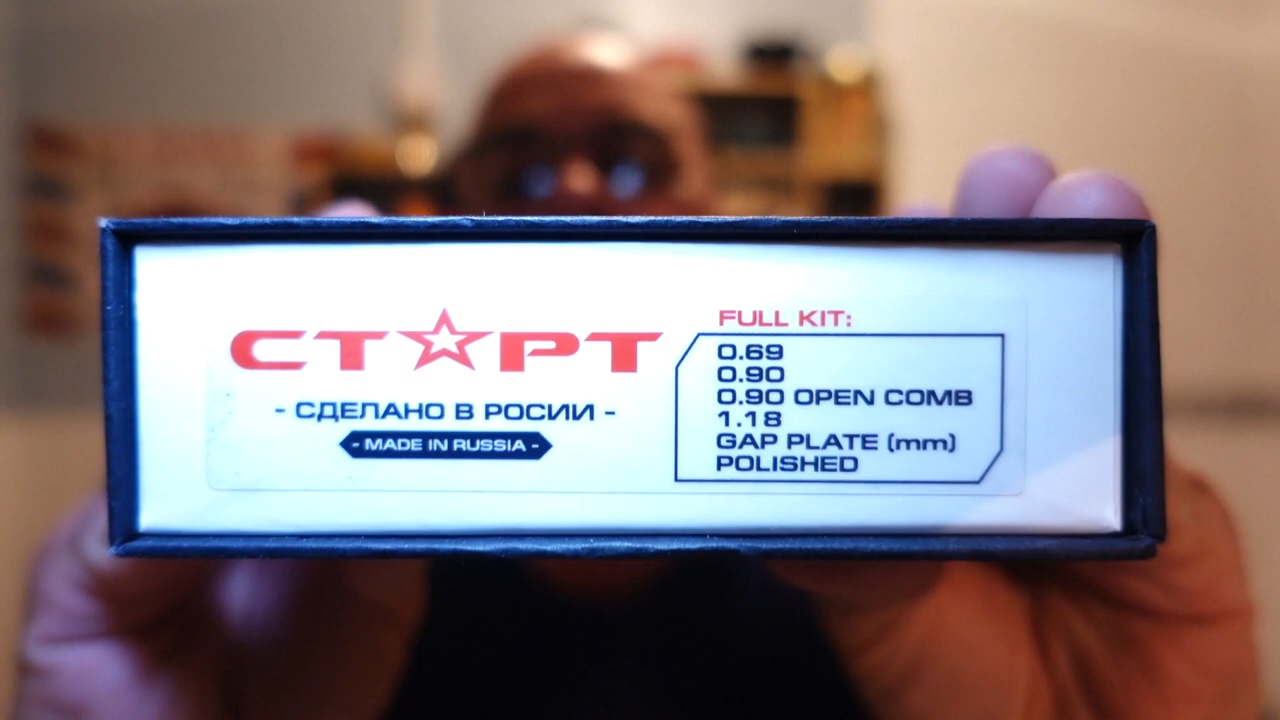 СТАРТ
- СДЕЛАНО В РОСИИ -
- MADE IN RUSSIA -
FULL KIT:
0.69
0.90
0.90 OPEN COMB
1.18
GAP PLATE (mm)
POLISHED